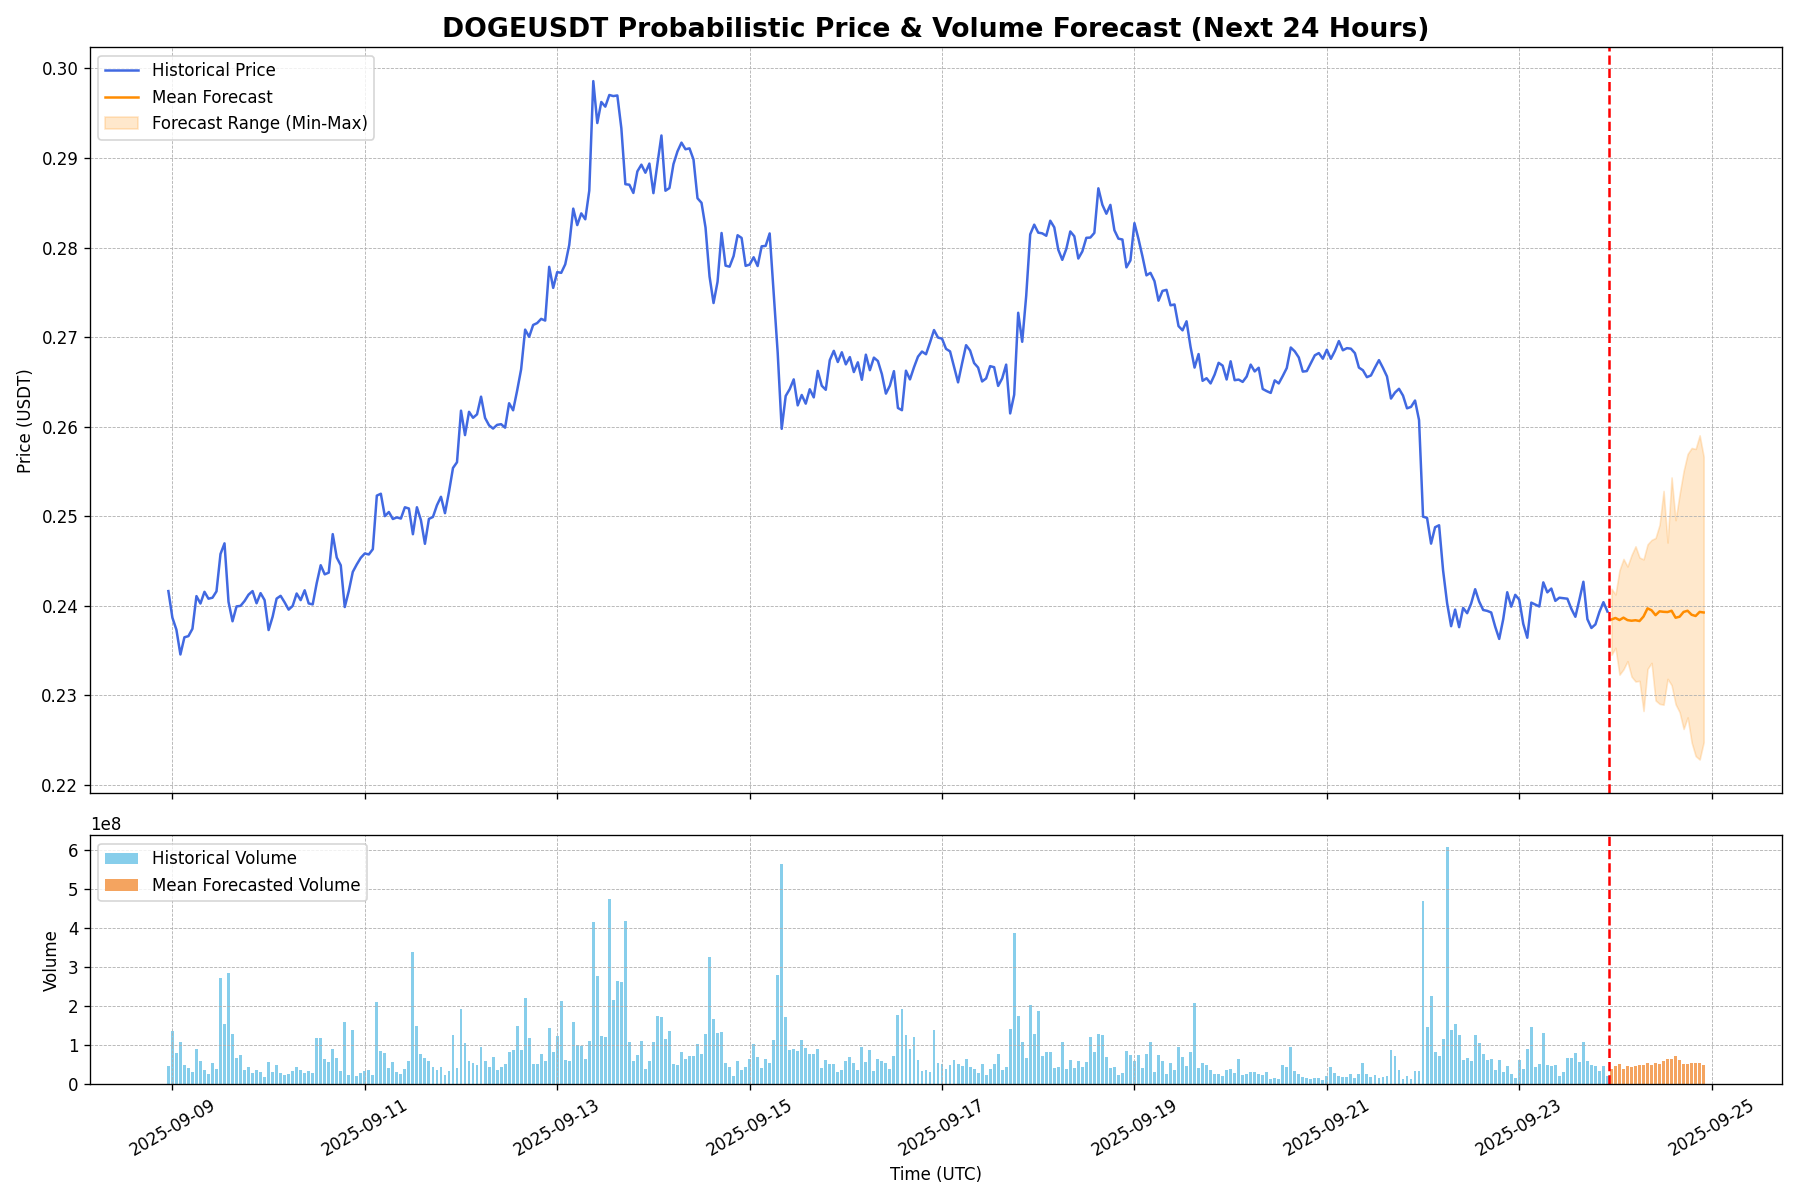 DOGEUSDT Probabilistic Price & Volume Forecast (Next 24 Hours)
Historical Price
Mean Forecast
Forecast Range (Min-Max)
Price (USDT)
0.30
0.29
0.28
0.27
0.26
0.25
0.24
0.23
0.22
1e8
Historical Volume
Mean Forecasted Volume
Volume
6
5
4
3
2
1
0
2025-09-09
2025-09-11
2025-09-13
2025-09-15
2025-09-17
2025-09-19
2025-09-21
2025-09-23
2025-09-25
Time (UTC)